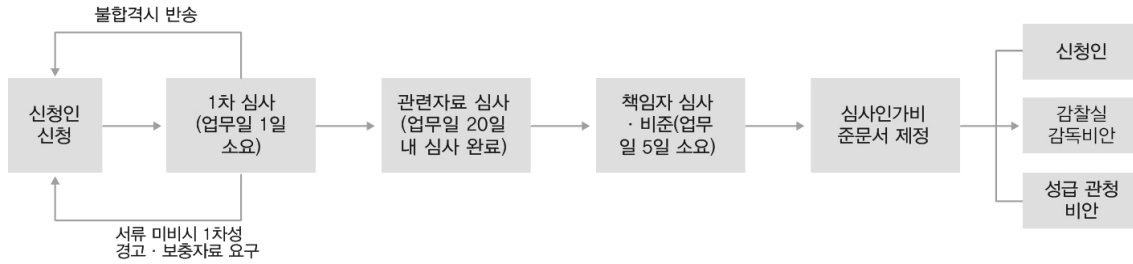 불합격시 반송
신청인
신청
1차 심사
(업무일 1일
소요)
관련자료 심사
(업무일 20일
내 심사 완료)
책임자 심사
· 비준(업무
일 5일 소요)
심사인가비
준문서 제정
신청인
감찰실
감독비안
성급 관청
비안
서류 미비시 1차성
경고 · 보충자료 요구